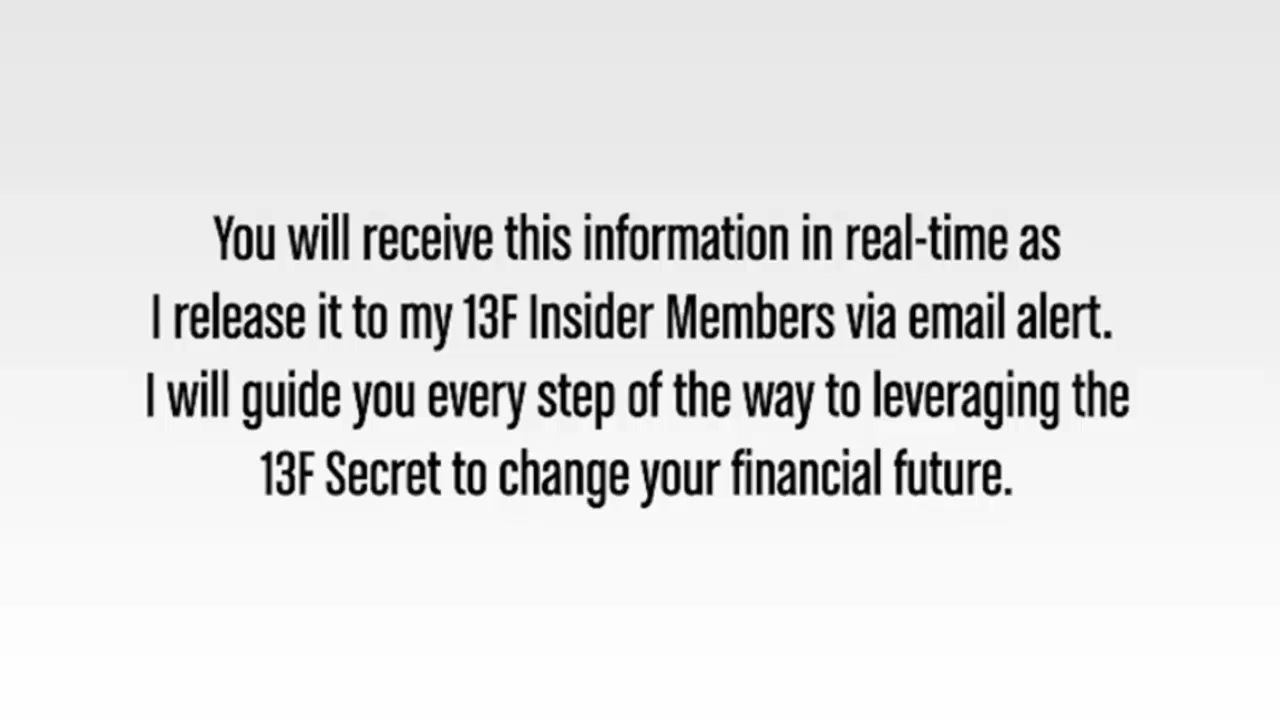 You will receive this information in real-time as
I release it to my 13F Insider Members via email alert.
I will guide you every step of the way to leveraging the
13F Secret to change your financial future.